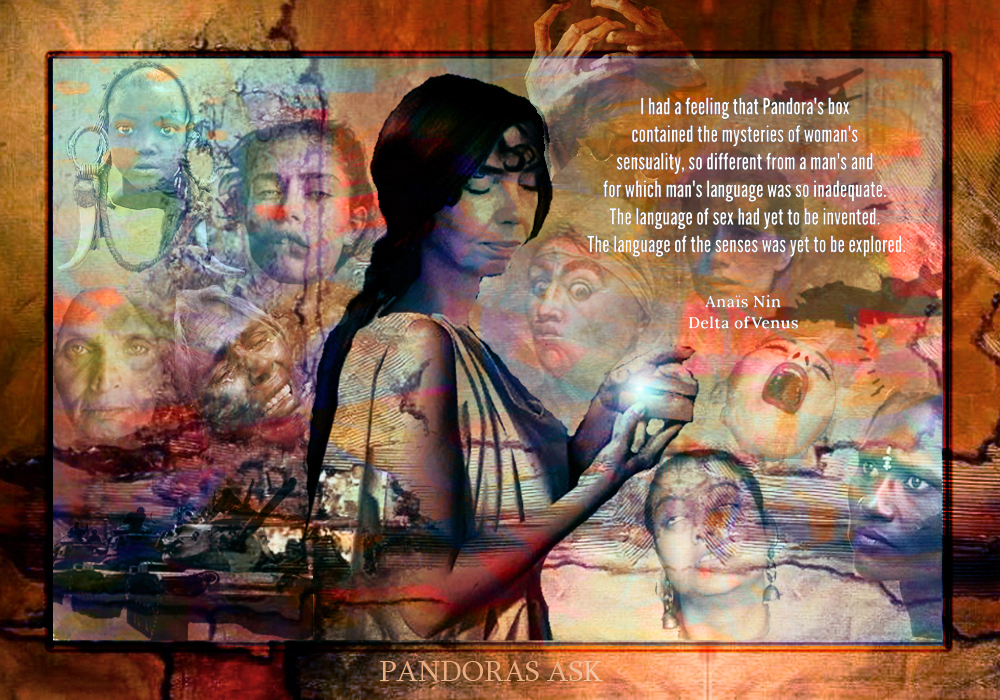 I had a feeling that Pandora's box
contained the mysteries of woman's
sensuality, so different from a man's and
for which man's language was so inadequate.
The language of sex had yet to be invented.
The language of the senses was yet to be explored.
Anaïs Nin
Delta of Venus
PANDORAS ASK